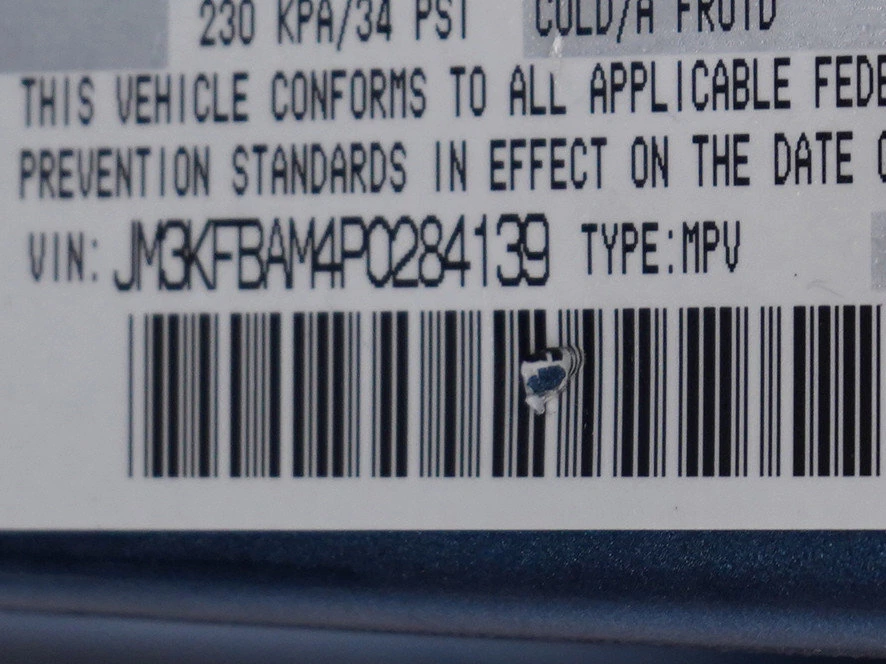 230 KPA/34 PSI COLD/A FROID
THIS VEHICLE CONFORMS TO ALL APPLICABLE FEDE
PREVENTION STANDARDS IN EFFECT ON THE DATE
VIN: JM3KFBAM4P0284139 TYPE:MPV